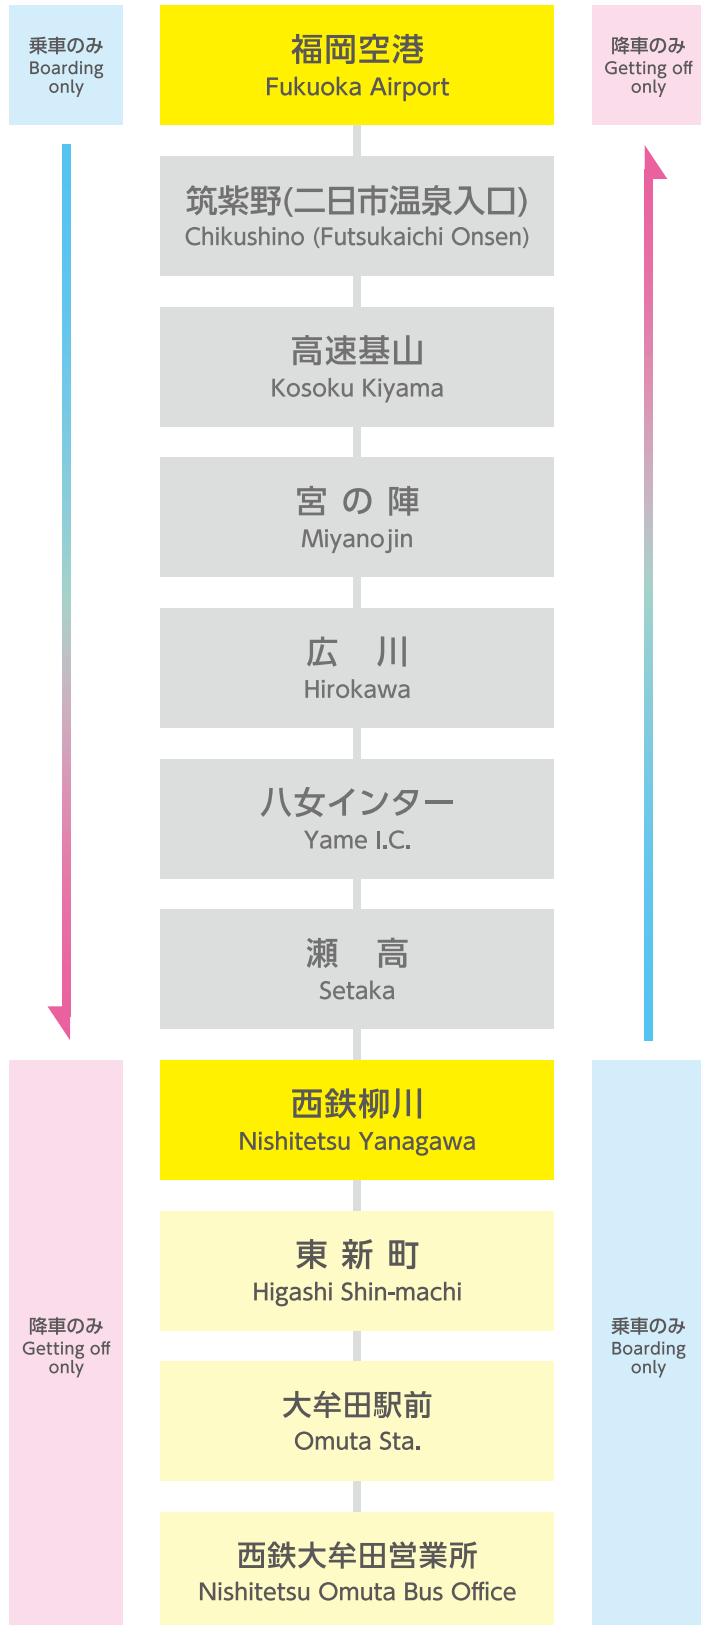 乗車のみ
Boarding
only
福岡空港
Fukuoka Airport
降車のみ
Getting off
only
筑紫野(二日市温泉入口)
Chikushino (Futsukaichi Onsen)
高速基山
Kosoku Kiyama
宮の陣
Miyanojin
広　川
Hirokawa
八女インター
Yame I.C.
瀬　高
Setaka
西鉄柳川
Nishitetsu Yanagawa
東新町
Higashi Shin-machi
降車のみ
Getting off
only
乗車のみ
Boarding
only
大牟田駅前
Omuta Sta.
西鉄大牟田営業所
Nishitetsu Omuta Bus Office